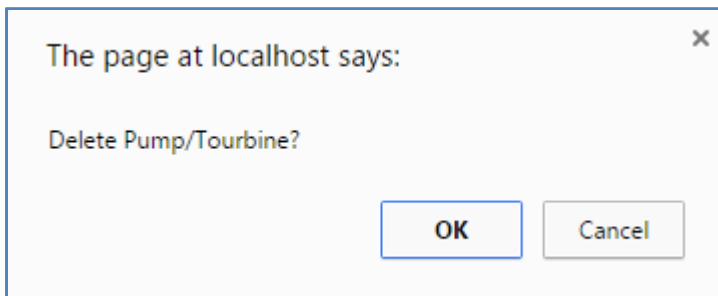 The page at localhost says:
Delete Pump/Tourbine?
OK Cancel